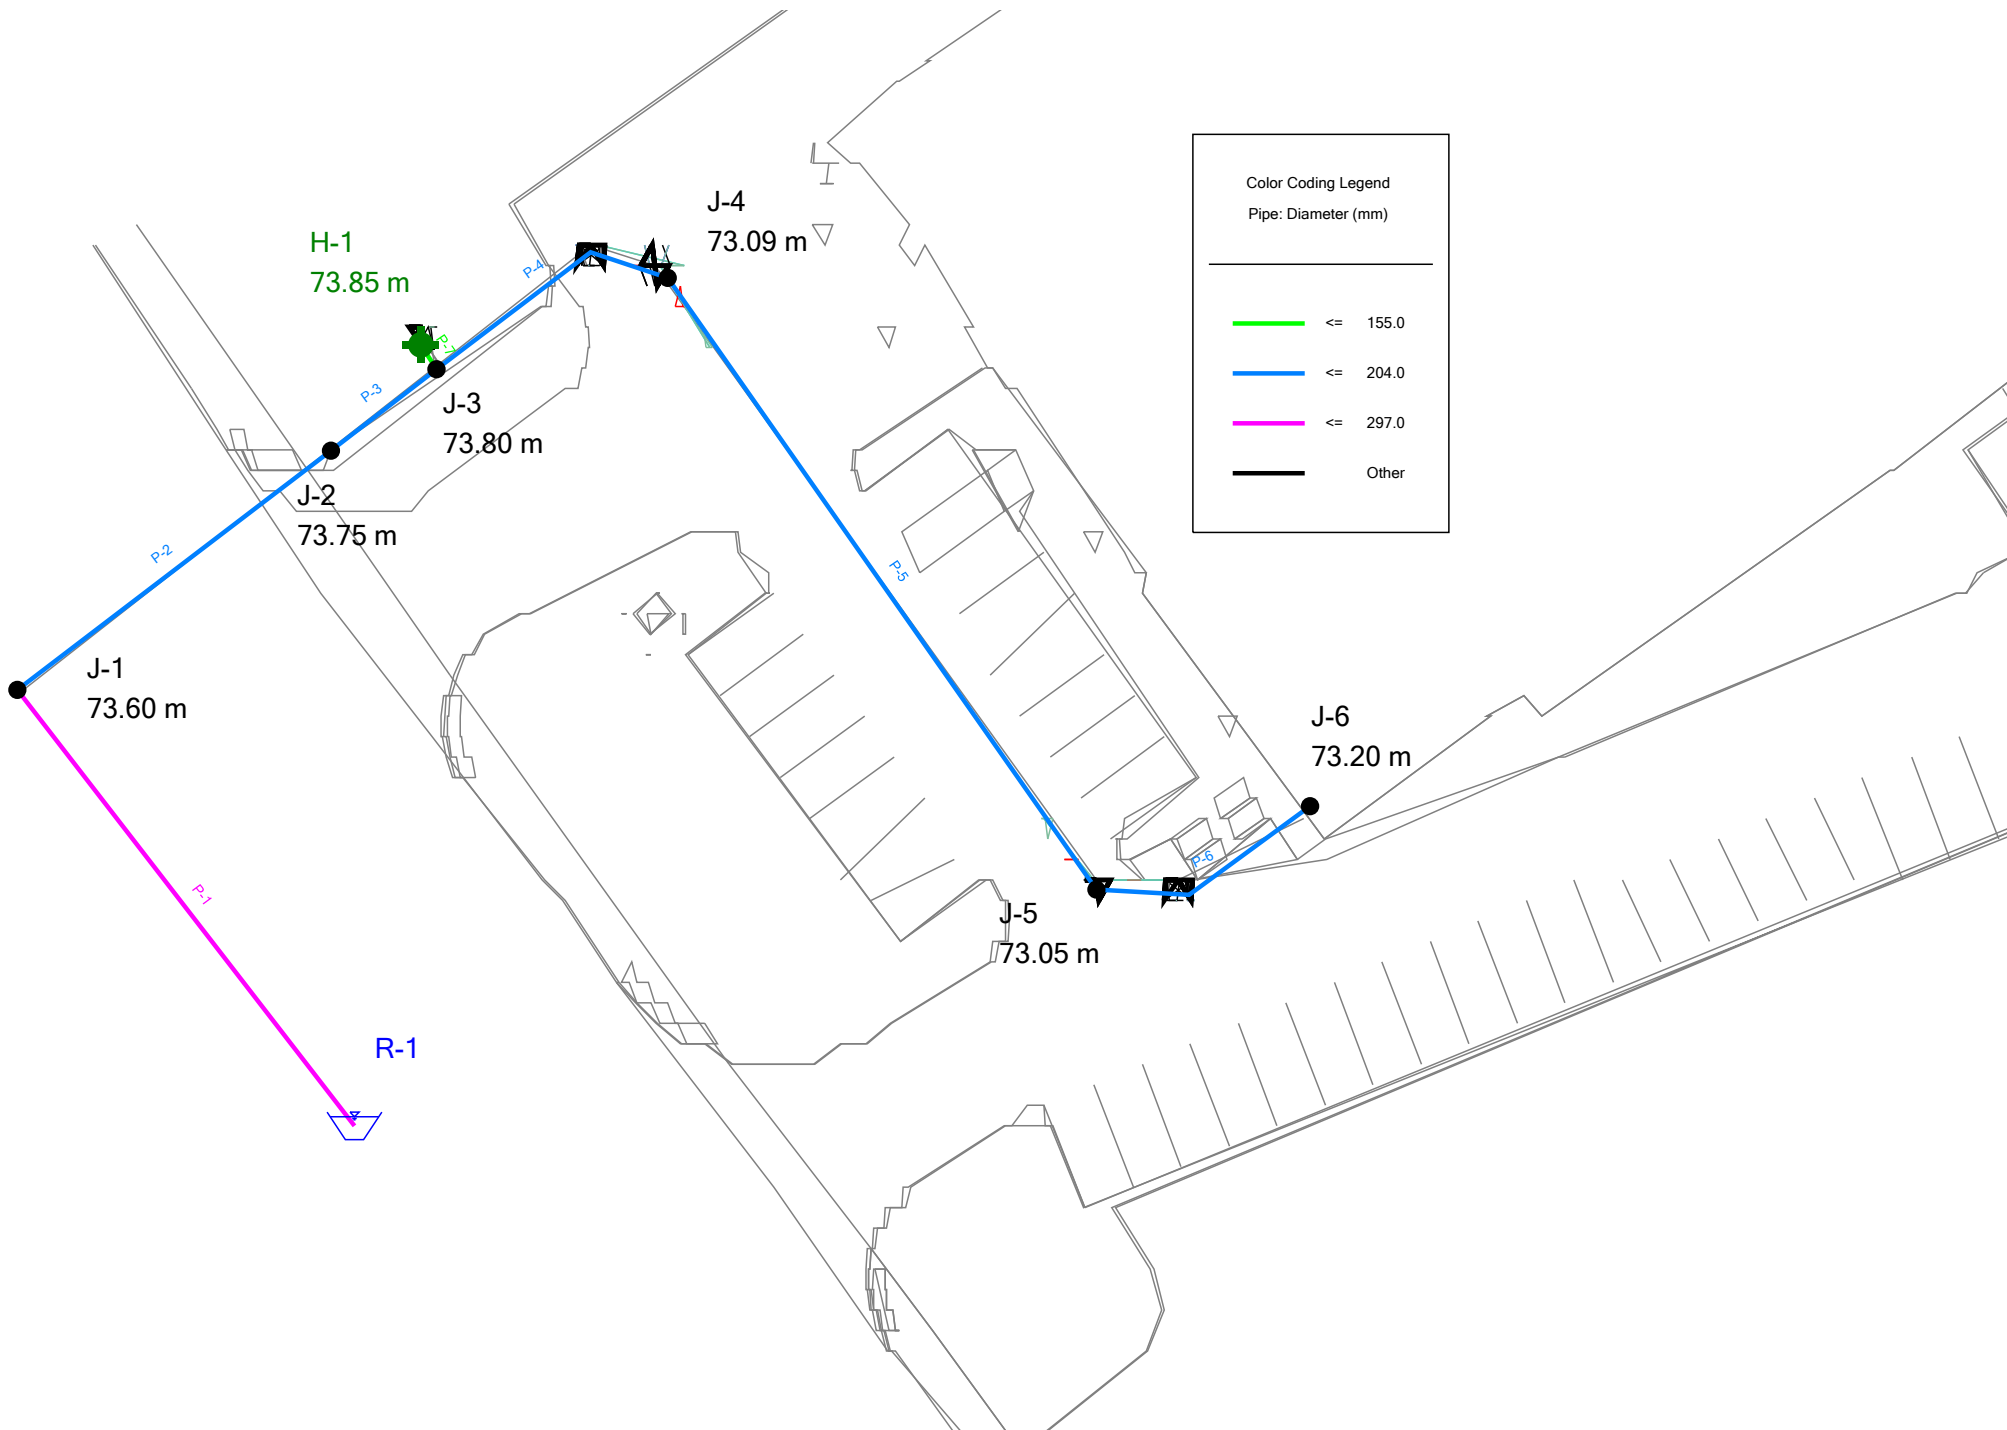 J-4
73.09 m
H-1
73.85 m
P-4
P-7
P-3
J-3
73.80 m
J-2
73.75 m
P-2
J-1
73.60 m
P-1
R-1
P-5
J-6
73.20 m
P-6
J-5
73.05 m
Color Coding Legend
Pipe: Diameter (mm)
<= 155.0
<= 204.0
<= 297.0
Other